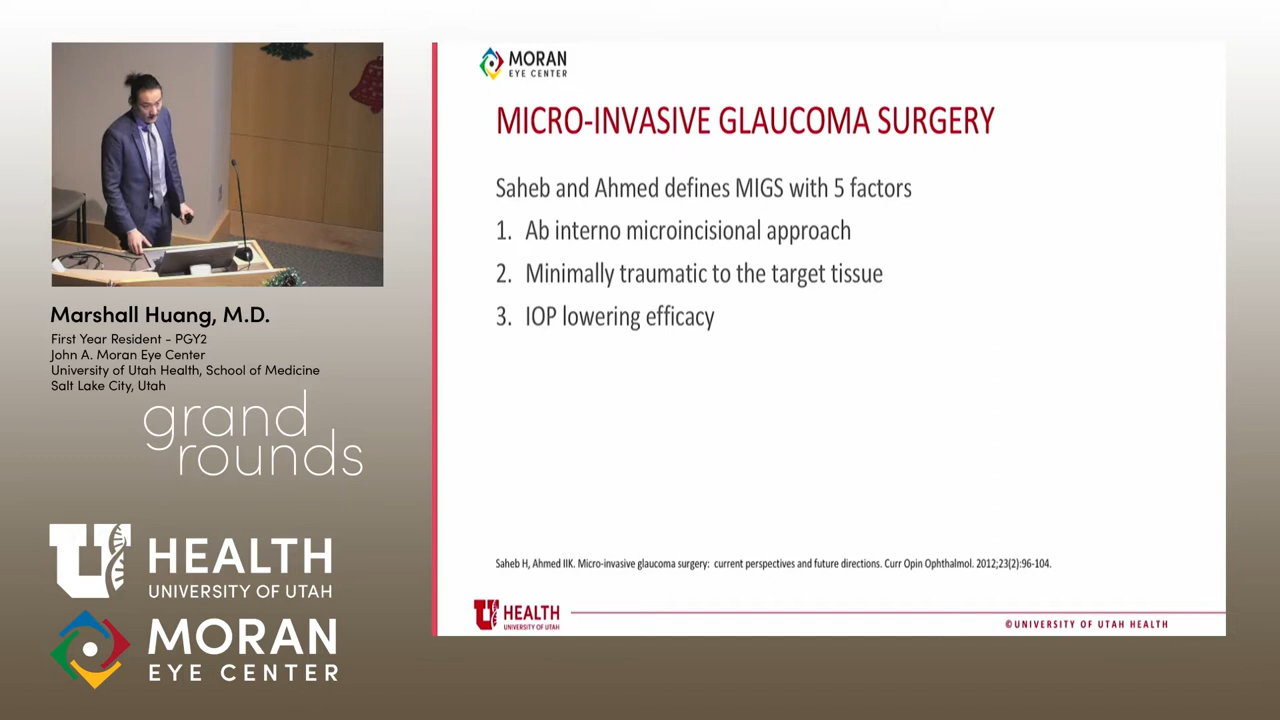 Marshall Huang, M.D.
First Year Resident - PGY2
John A. Moran Eye Center
University of Utah Health, School of Medicine
Salt Lake City, Utah
grand
rounds
U HEALTH
UNIVERSITY OF UTAH
MORAN
EYE CENTER
MORAN
EYE CENTER
MICRO-INVASIVE GLAUCOMA SURGERY
Saheb and Ahmed defines MIGS with 5 factors
1. Ab interno microincisional approach
2. Minimally traumatic to the target tissue
3. IOP lowering efficacy
Saheb H, Ahmed IIK. Micro-invasive glaucoma surgery: current perspectives and future directions. Curr Opin Ophthalmol. 2012;23(2):96-104.
U HEALTH
UNIVERSITY OF UTAH
©UNIVERSITY OF UTAH HEALTH